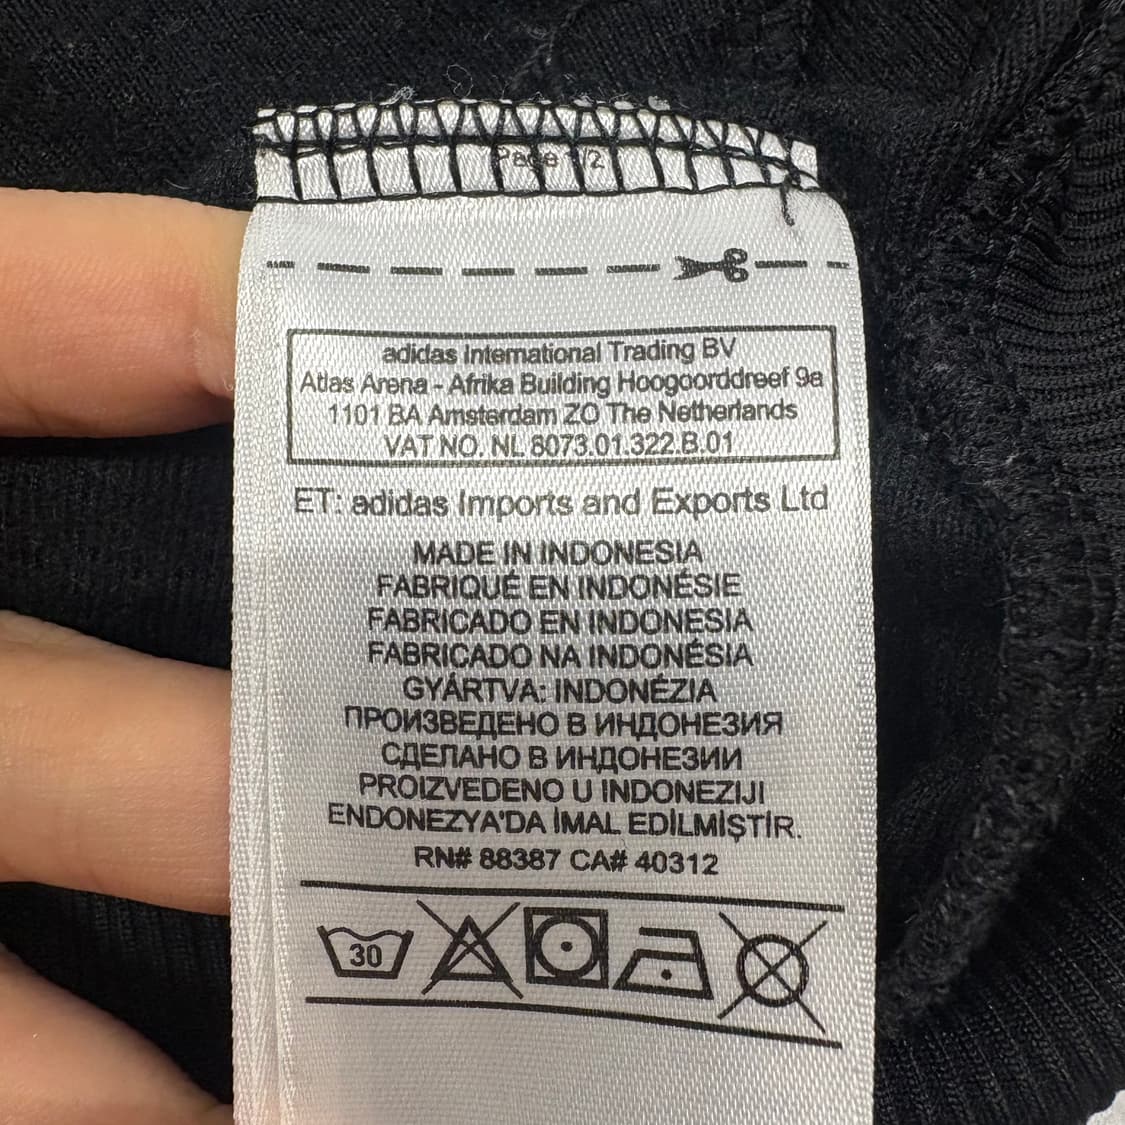 Page 1/2
adidas International Trading BV
Atlas Arena - Afrika Building Hoogoorddreef 9a
1101 BA Amsterdam ZO The Netherlands
VAT NO. NL 8073.01.322.B.01
ET: adidas Imports and Exports Ltd
MADE IN INDONESIA
FABRIQUÉ EN INDONÉSIE
FABRICADO EN INDONESIA
FABRICADO NA INDONÉSIA
GYÁRTVA: INDONÉZIA
ПРОИЗВЕДЕНО В ИНДОНЕЗИЯ
СДЕЛАНО В ИНДОНЕЗИИ
PROIZVEDENO U INDONEZIJI
ENDONEZYA'DA İMAL EDİLMİŞTİR.
RN# 88387 CA# 40312
30